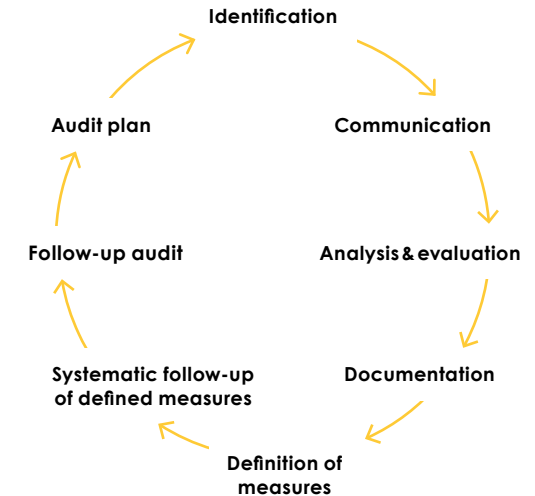 Identification
Communication
Analysis & evaluation
Documentation
Definition of
measures
Systematic follow-up
of defined measures
Follow-up audit
Audit plan